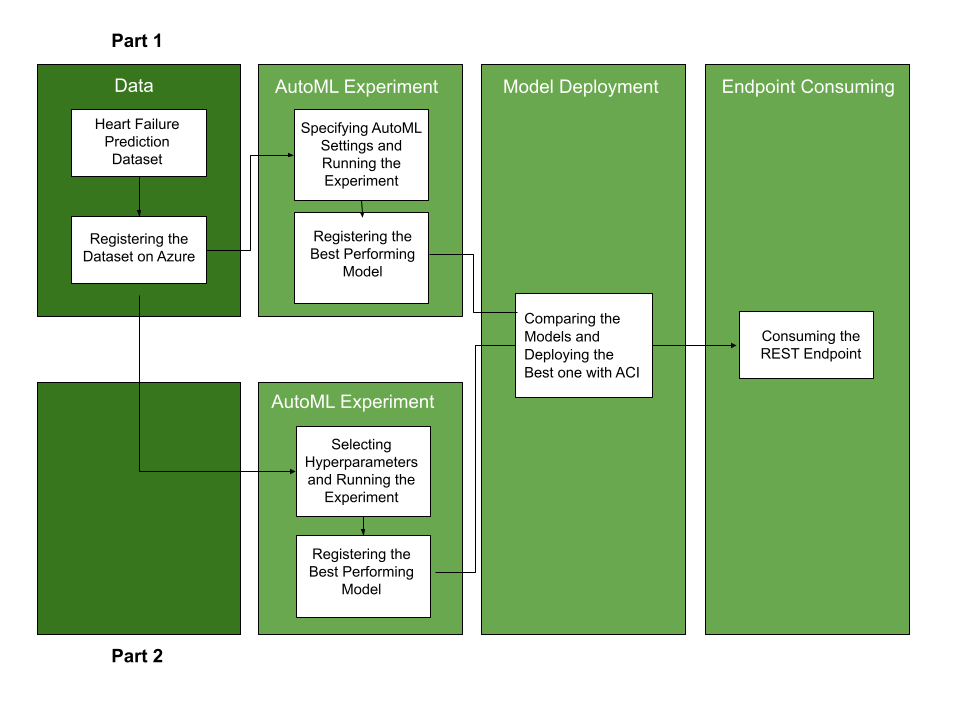 Part 1
Data
Heart Failure
Prediction
Dataset
Registering the
Dataset on Azure
AutoML Experiment
Specifying AutoML
Settings and
Running the
Experiment
Registering the
Best Performing
Model
Model Deployment
Comparing the
Models and
Deploying the
Best one with ACI
Endpoint Consuming
Consuming the
REST Endpoint
AutoML Experiment
Selecting
Hyperparameters
and Running the
Experiment
Registering the
Best Performing
Model
Part 2